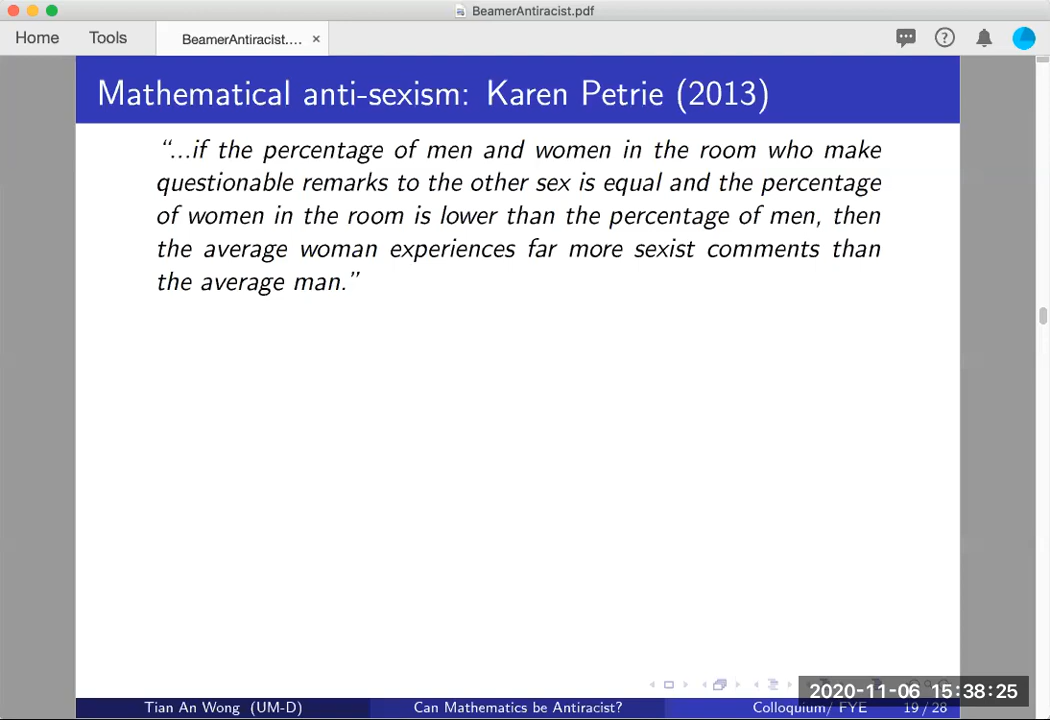 BeamerAntiracist.pdf
Home Tools BeamerAntiracist.... ×
Mathematical anti-sexism: Karen Petrie (2013)
“...if the percentage of men and women in the room who make
questionable remarks to the other sex is equal and the percentage
of women in the room is lower than the percentage of men, then
the average woman experiences far more sexist comments than
the average man.”
2020-11-06 15:38:25
Tian An Wong (UM-D) Can Mathematics be Antiracist? Colloquium/ FYE 19 / 28